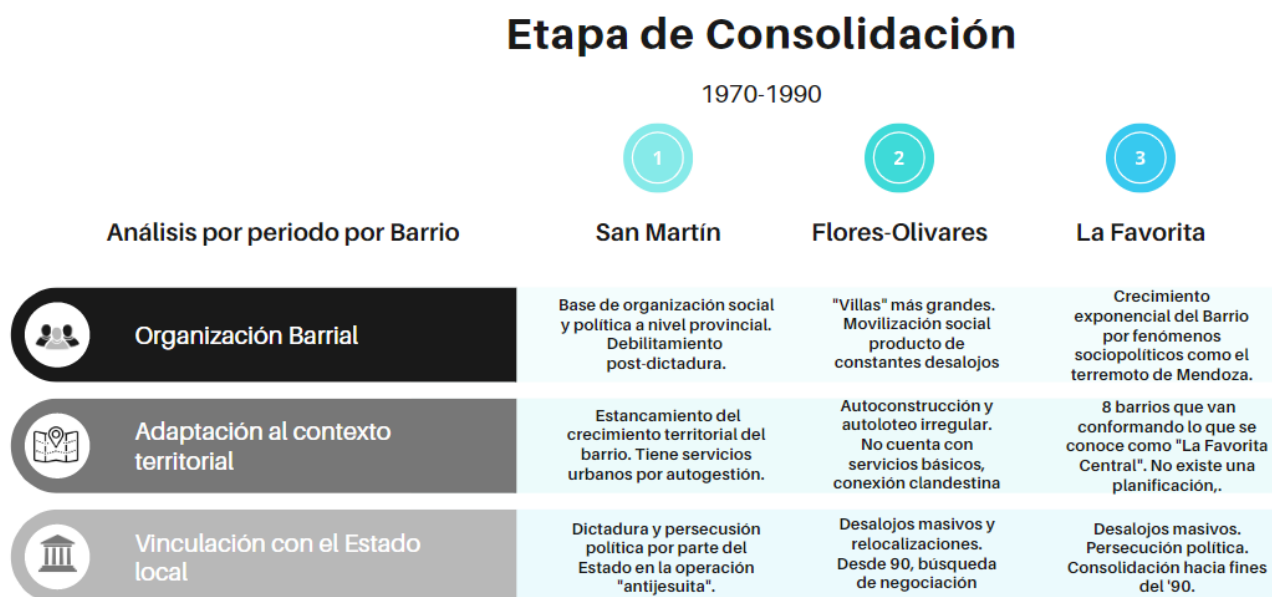 Etapa de Consolidación
1970-1990
1
2
3
Análisis por periodo por Barrio
San Martín
Flores-Olivares
La Favorita
Organización Barrial
Base de organización social
y política a nivel provincial.
Debilitamiento
post-dictadura.
"Villas" más grandes.
Movilización social
producto de
constantes desalojos
Crecimiento
exponencial del Barrio
por fenómenos
sociopolíticos como el
terremoto de Mendoza.
Adaptación al contexto
territorial
Estancamiento del
crecimiento territorial del
barrio. Tiene servicios
urbanos por autogestión.
Autoconstrucción y
autoloteo irregular.
No cuenta con
servicios básicos,
conexión clandestina
8 barrios que van
conformando lo que se
conoce como "La Favorita
Central". No existe una
planificación,.
Vinculación con el Estado
local
Dictadura y persecusión
política por parte del
Estado en la operación
"antijesuita".
Desalojos masivos y
relocalizaciones.
Desde 90, búsqueda
de negociación
Desalojos masivos.
Persecución política.
Consolidación hacia fines
del '90.